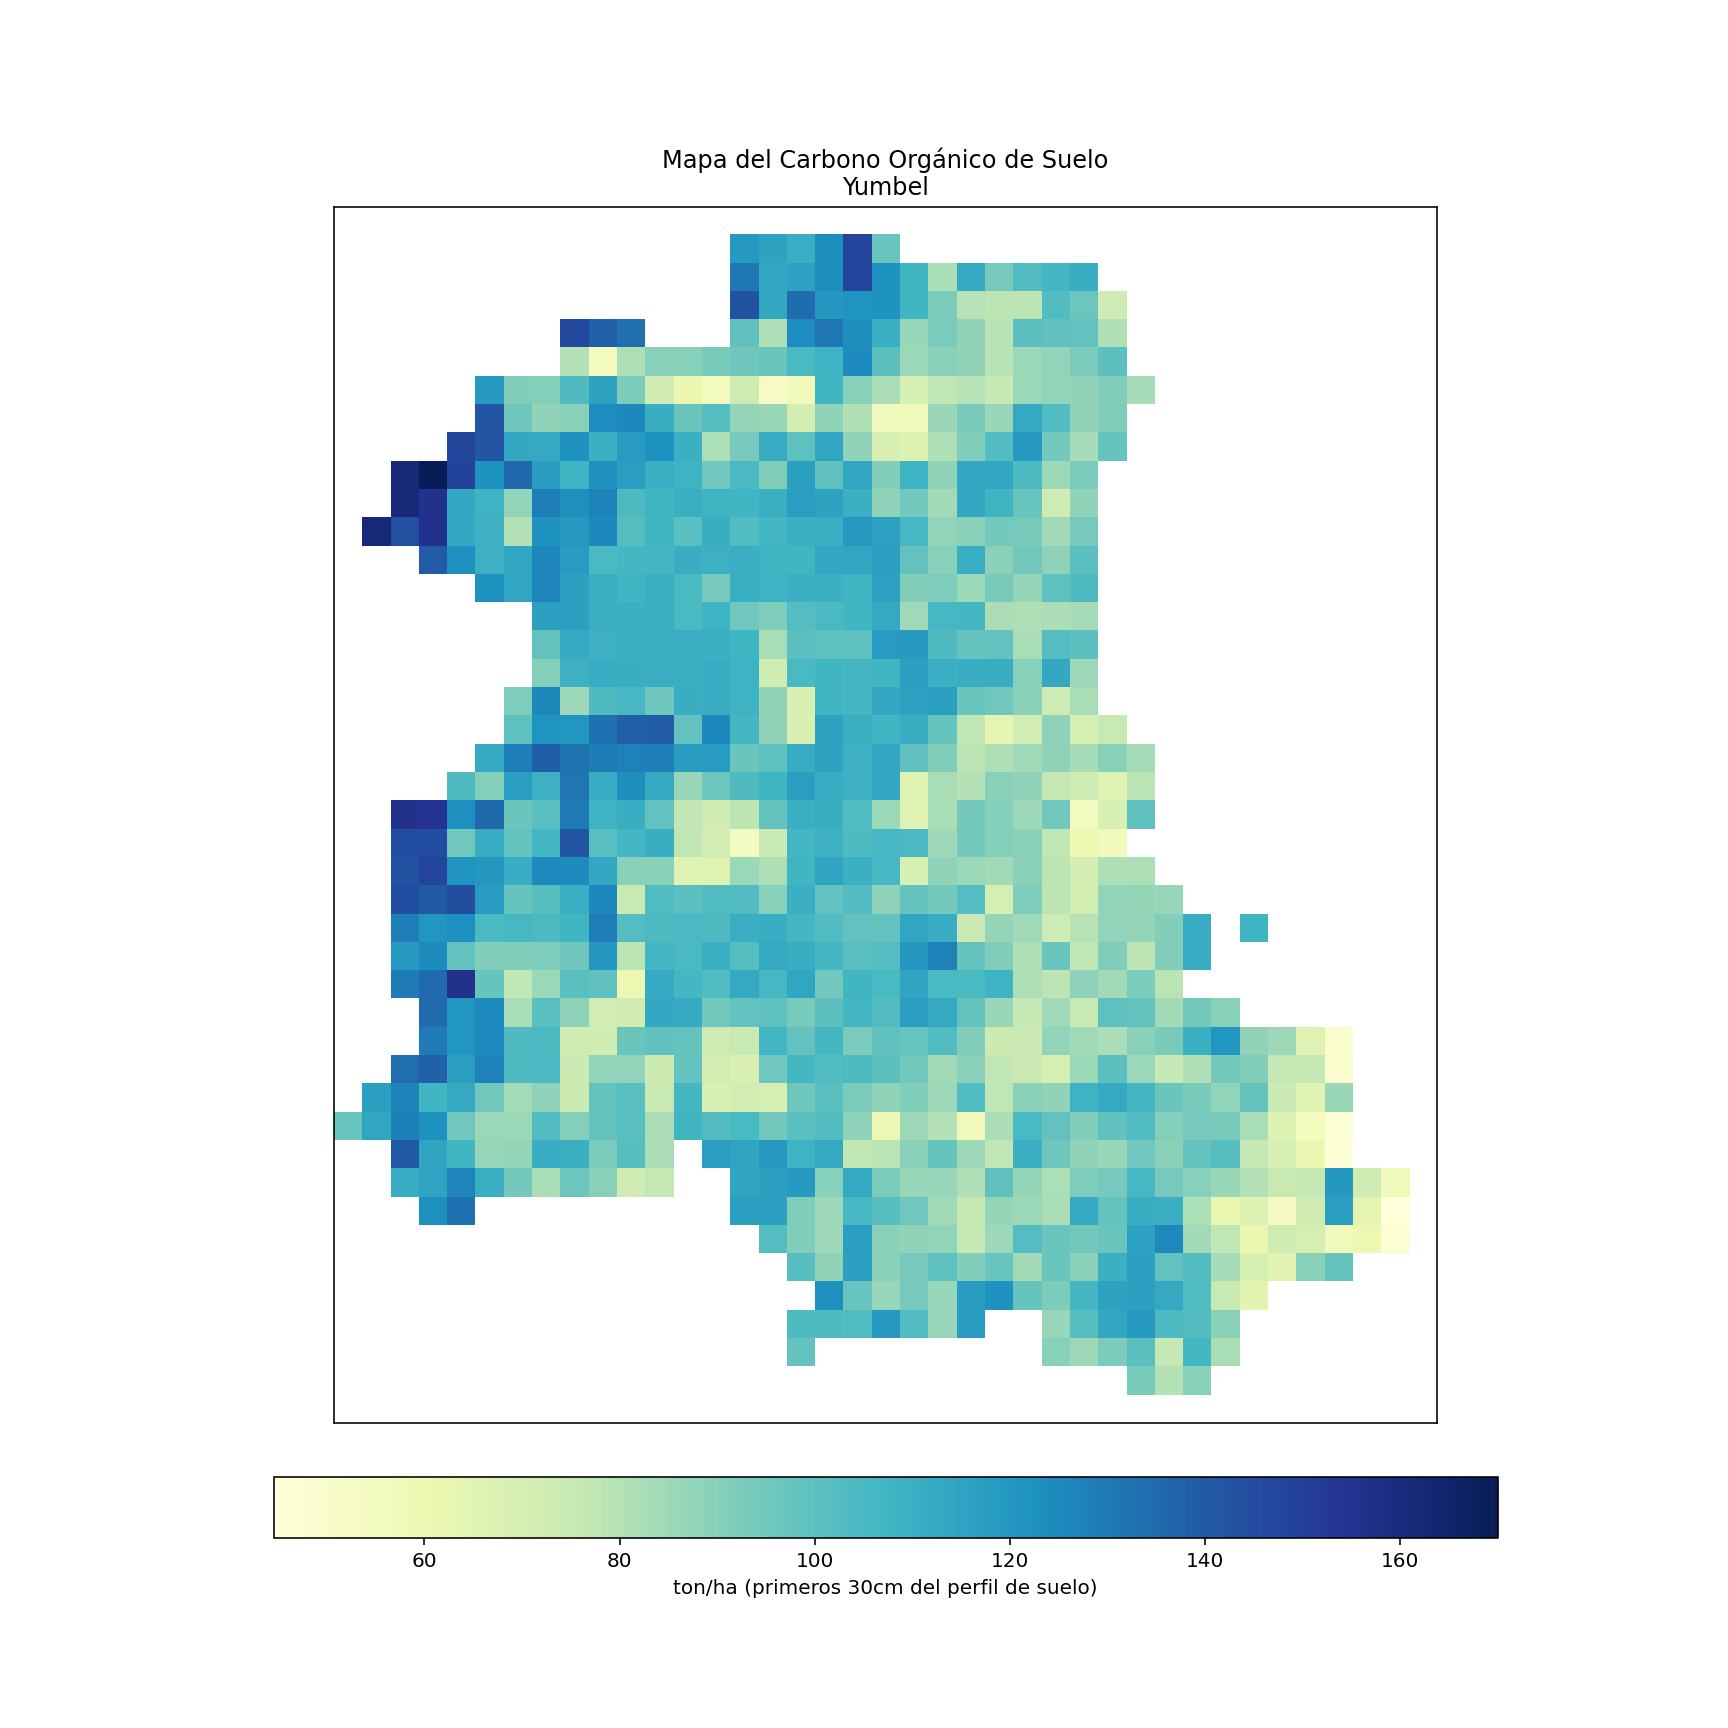 Mapa del Carbono Orgánico de Suelo
Yumbel
60 80 100 120 140 160
ton/ha (primeros 30cm del perfil de suelo)